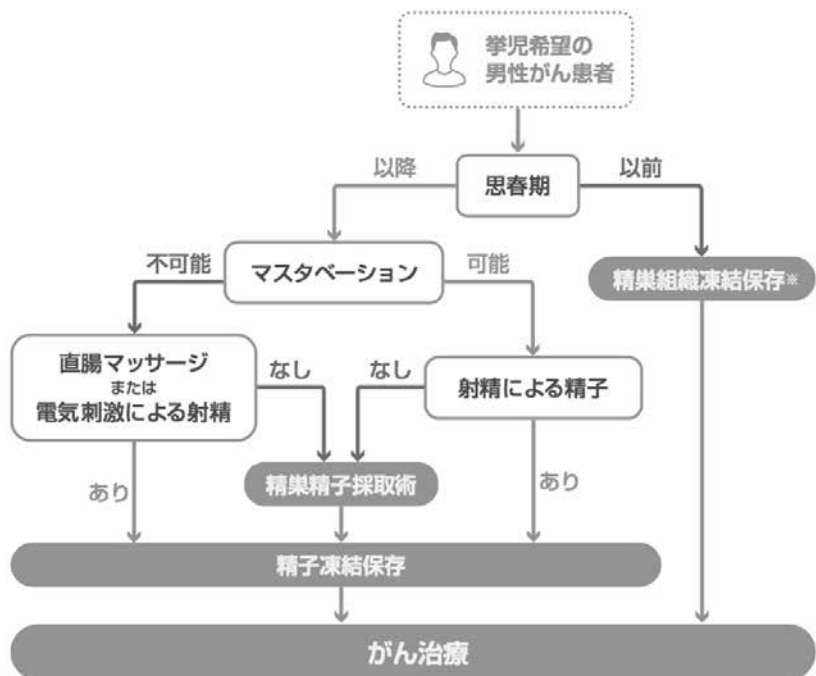 挙児希望の
男性がん患者
以降
思春期
以前
不可能
マスタベーション
可能
精巣組織凍結保存※
直腸マッサージ
または
電気刺激による射精
なし
なし
射精による精子
あり
精巣精子採取術
あり
精子凍結保存
がん治療